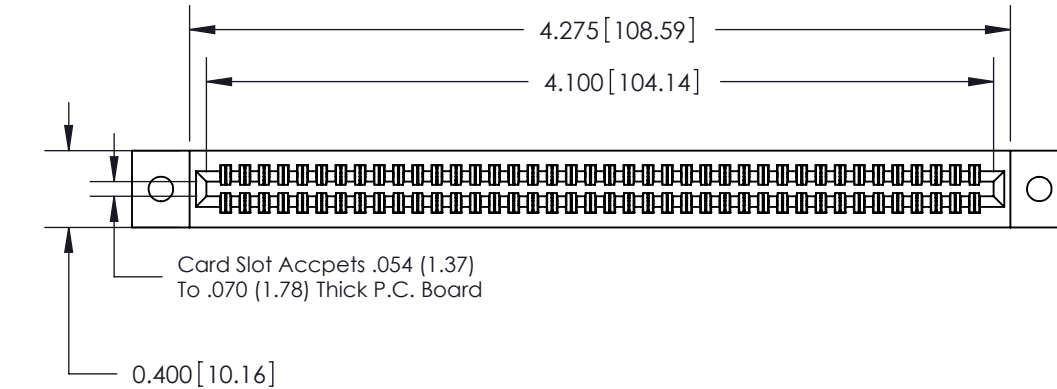 4.275[108.59]
4.100[104.14]
Card Slot Accpets .054 (1.37)
To .070 (1.78) Thick P.C. Board
0.400[10.16]